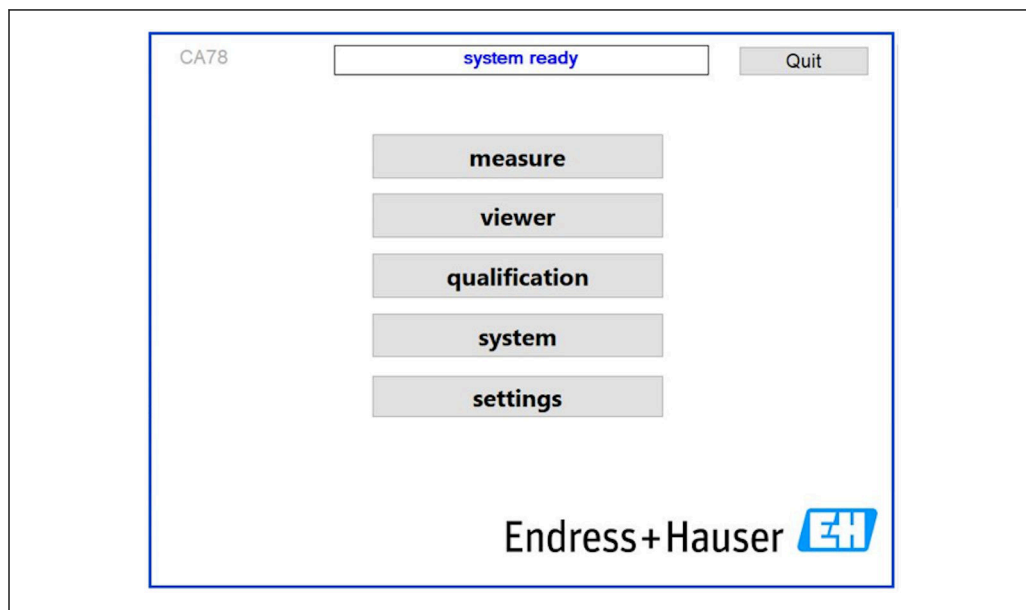 CA78
system ready
Quit
measure
viewer
qualification
system
settings
Endress+Hauser EH